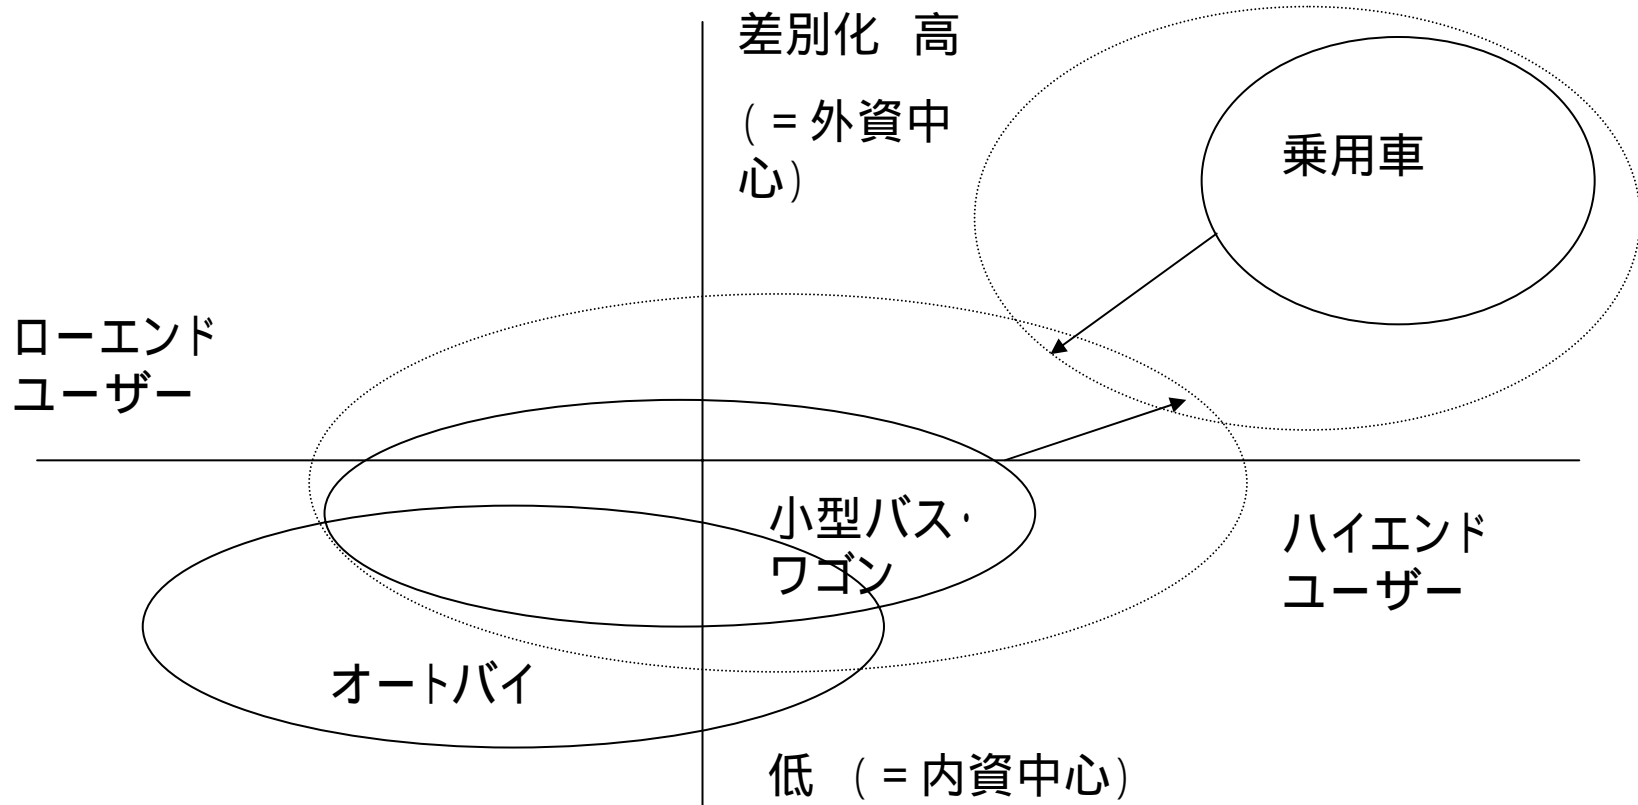 差別化 高
(=外資中
心)
乗用車
ローエンド
ユーザー
小型バス・
ワゴン
ハイエンド
ユーザー
オートバイ
低 (=内資中心)